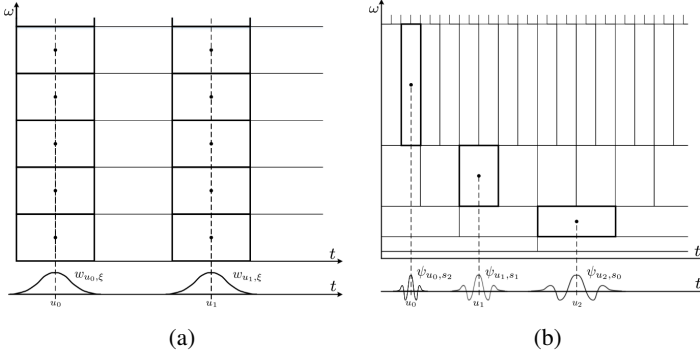 ω
t
w_{u_0,ξ}
w_{u_1,ξ}
t
u_0
u_1
(a)
ω
t
ψ_{u_0,s_2}
ψ_{u_1,s_1}
ψ_{u_2,s_0}
t
u_0
u_1
u_2
(b)